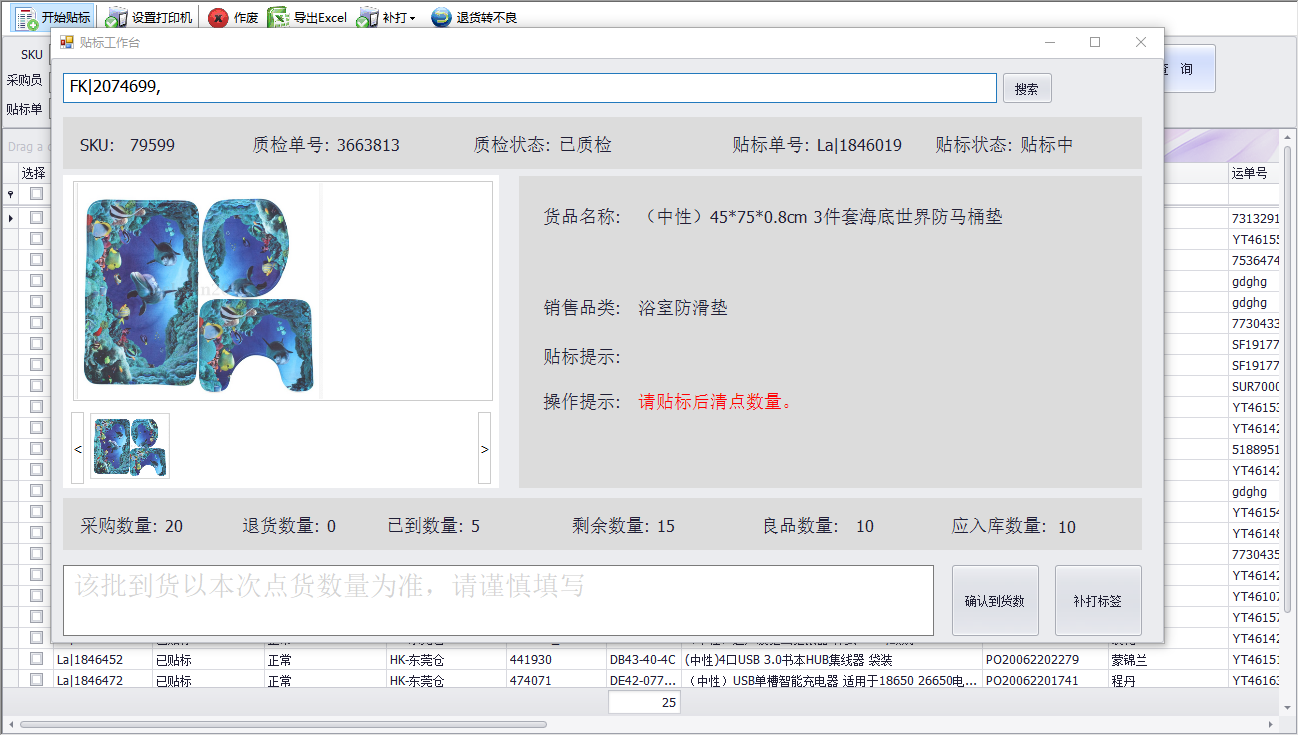 开始贴标 设置打印机 作废 导出Excel 补打 退货转不良
贴标工作台
SKU
采购员
贴标单
询
FK|2074699,
搜索
Drag a
SKU: 79599 质检单号: 3663813 质检状态: 已质检 贴标单号: La|1846019 贴标状态: 贴标中
选择 运单号
货品名称: （中性）45*75*0.8cm 3件套海底世界防马桶垫
销售品类: 浴室防滑垫
贴标提示:
操作提示: 请贴标后清点数量。
< >
7313291
YT46155
7536474
gdghg
gdghg
7730433
SF19177
SF19177
SUR7000
YT46153
YT46142
5188951
YT46142
gdghg
YT46154
YT46148
7730435
YT46142
YT46107
YT46157
YT46142
采购数量: 20 退货数量: 0 已到数量: 5 剩余数量: 15 良品数量: 10 应入库数量: 10
该批到货以本次点货数量为准，请谨慎填写
确认到货数 补打标签
La|1846452 已贴标 正常 HK-东莞仓 441930 DB43-40-4C (中性)4口USB 3.0书本HUB集线器 袋装 PO20062202279 蒙锦兰 YT46151
La|1846472 已贴标 正常 HK-东莞仓 474071 DE42-077... （中性）USB单槽智能充电器 适用于18650 26650电... PO20062201741 程丹 YT46163
25